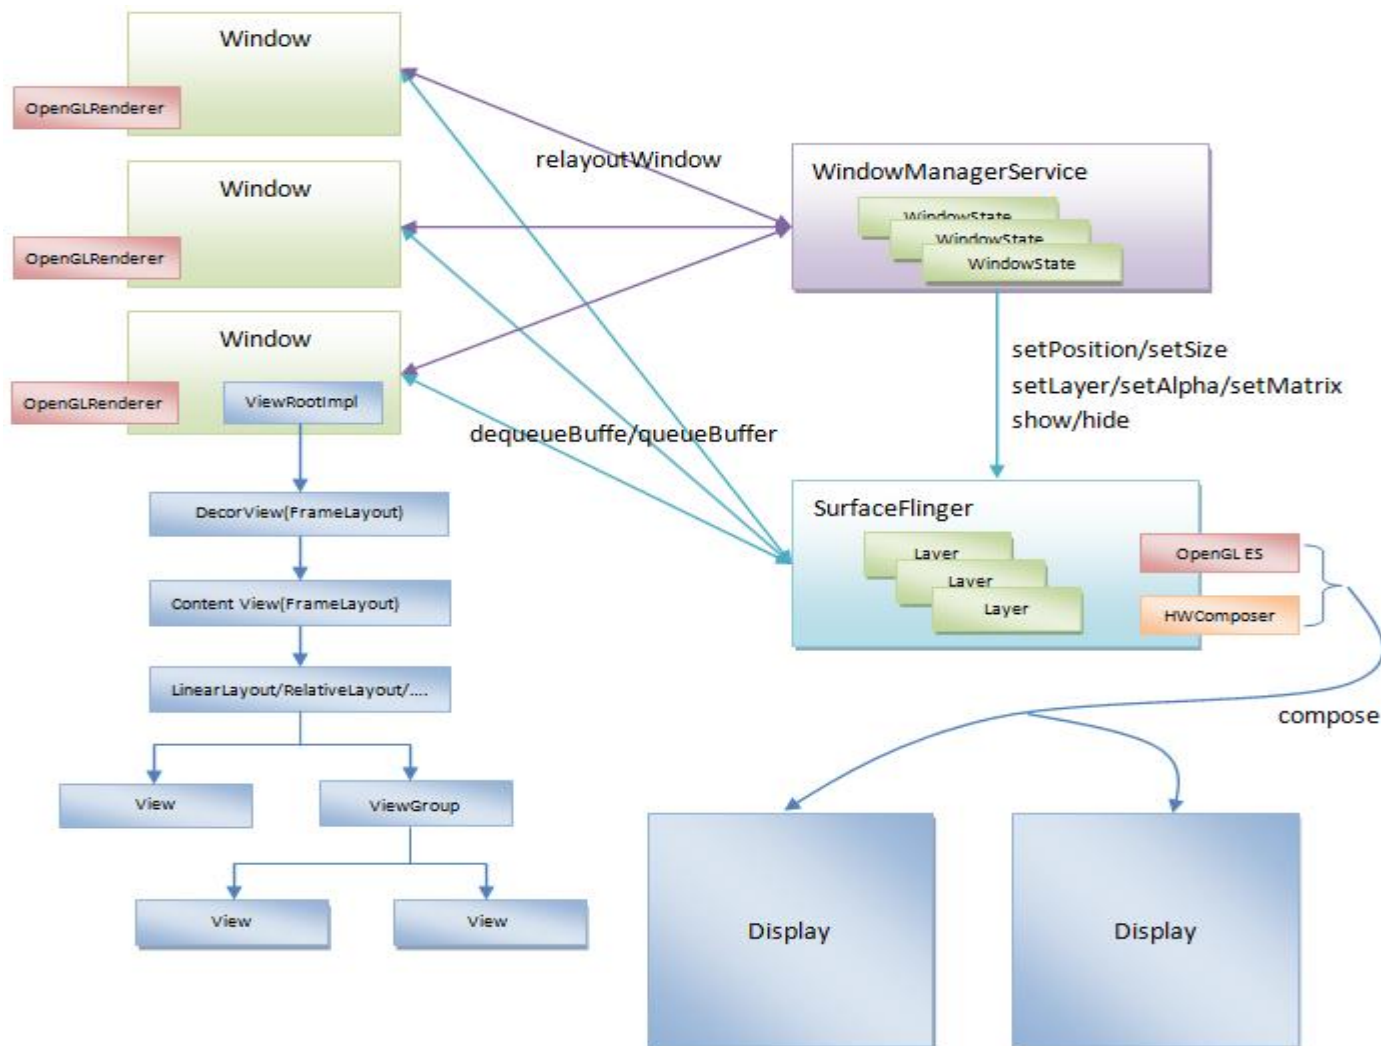 Window
OpenGLRenderer
Window
OpenGLRenderer
Window
OpenGLRenderer
ViewRootImpl
DecorView(FrameLayout)
Content View(FrameLayout)
LinearLayout/RelativeLayout/....
View
ViewGroup
View
View
relayoutWindow
dequeueBuffe/queueBuffer
WindowManagerService
WindowState
WindowState
WindowState
setPosition/setSize
setLayer/setAlpha/setMatrix
show/hide
SurfaceFlinger
Layer
Layer
Layer
OpenGL ES
HWComposer
compose
Display
Display